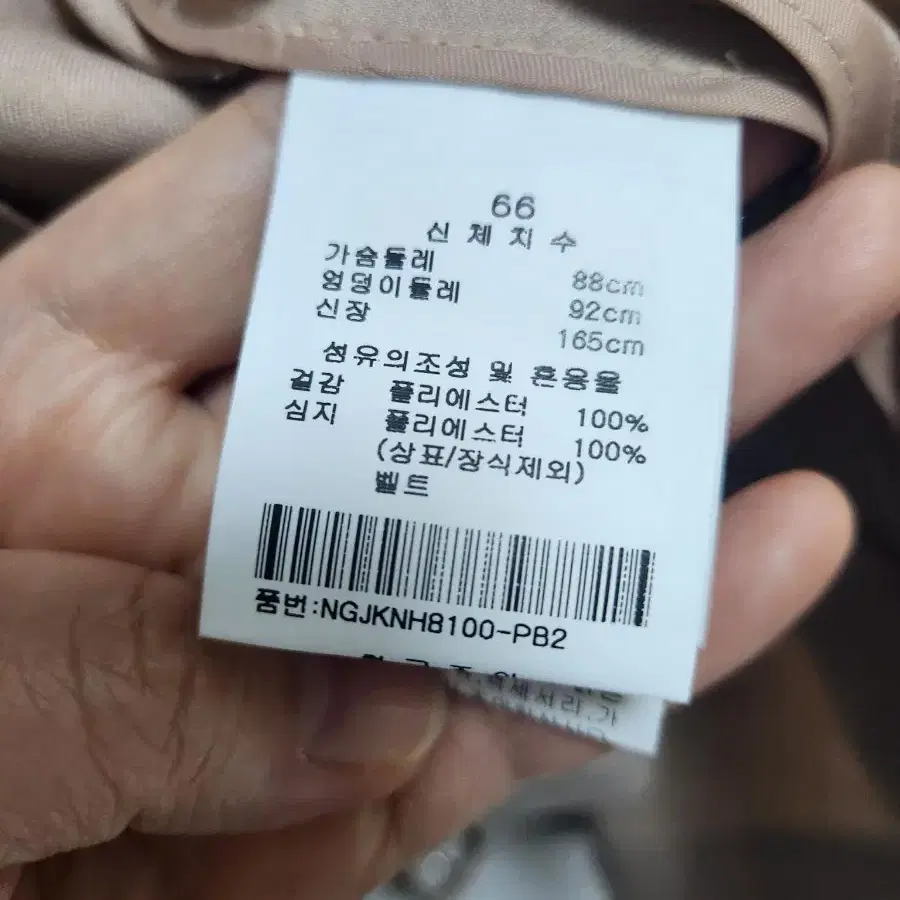 66
신체치수
가슴둘레 88cm
엉덩이둘레 92cm
신장 165cm
섬유의조성 및 혼용율
겉감 폴리에스터 100%
심지 폴리에스터 100%
(상표/장식제외)
벨트
품번:NGJKNH8100-PB2